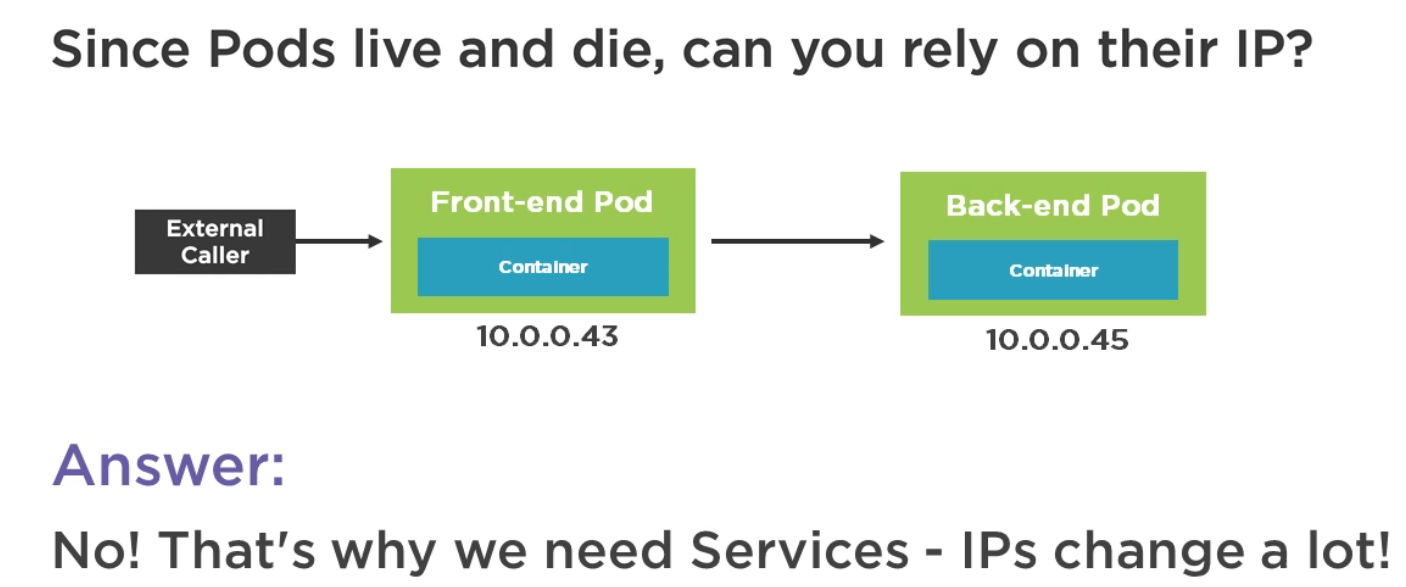 Since Pods live and die, can you rely on their IP?
External
Caller
Front-end Pod
Container
10.0.0.43
Back-end Pod
Container
10.0.0.45
Answer:
No! That's why we need Services - IPs change a lot!